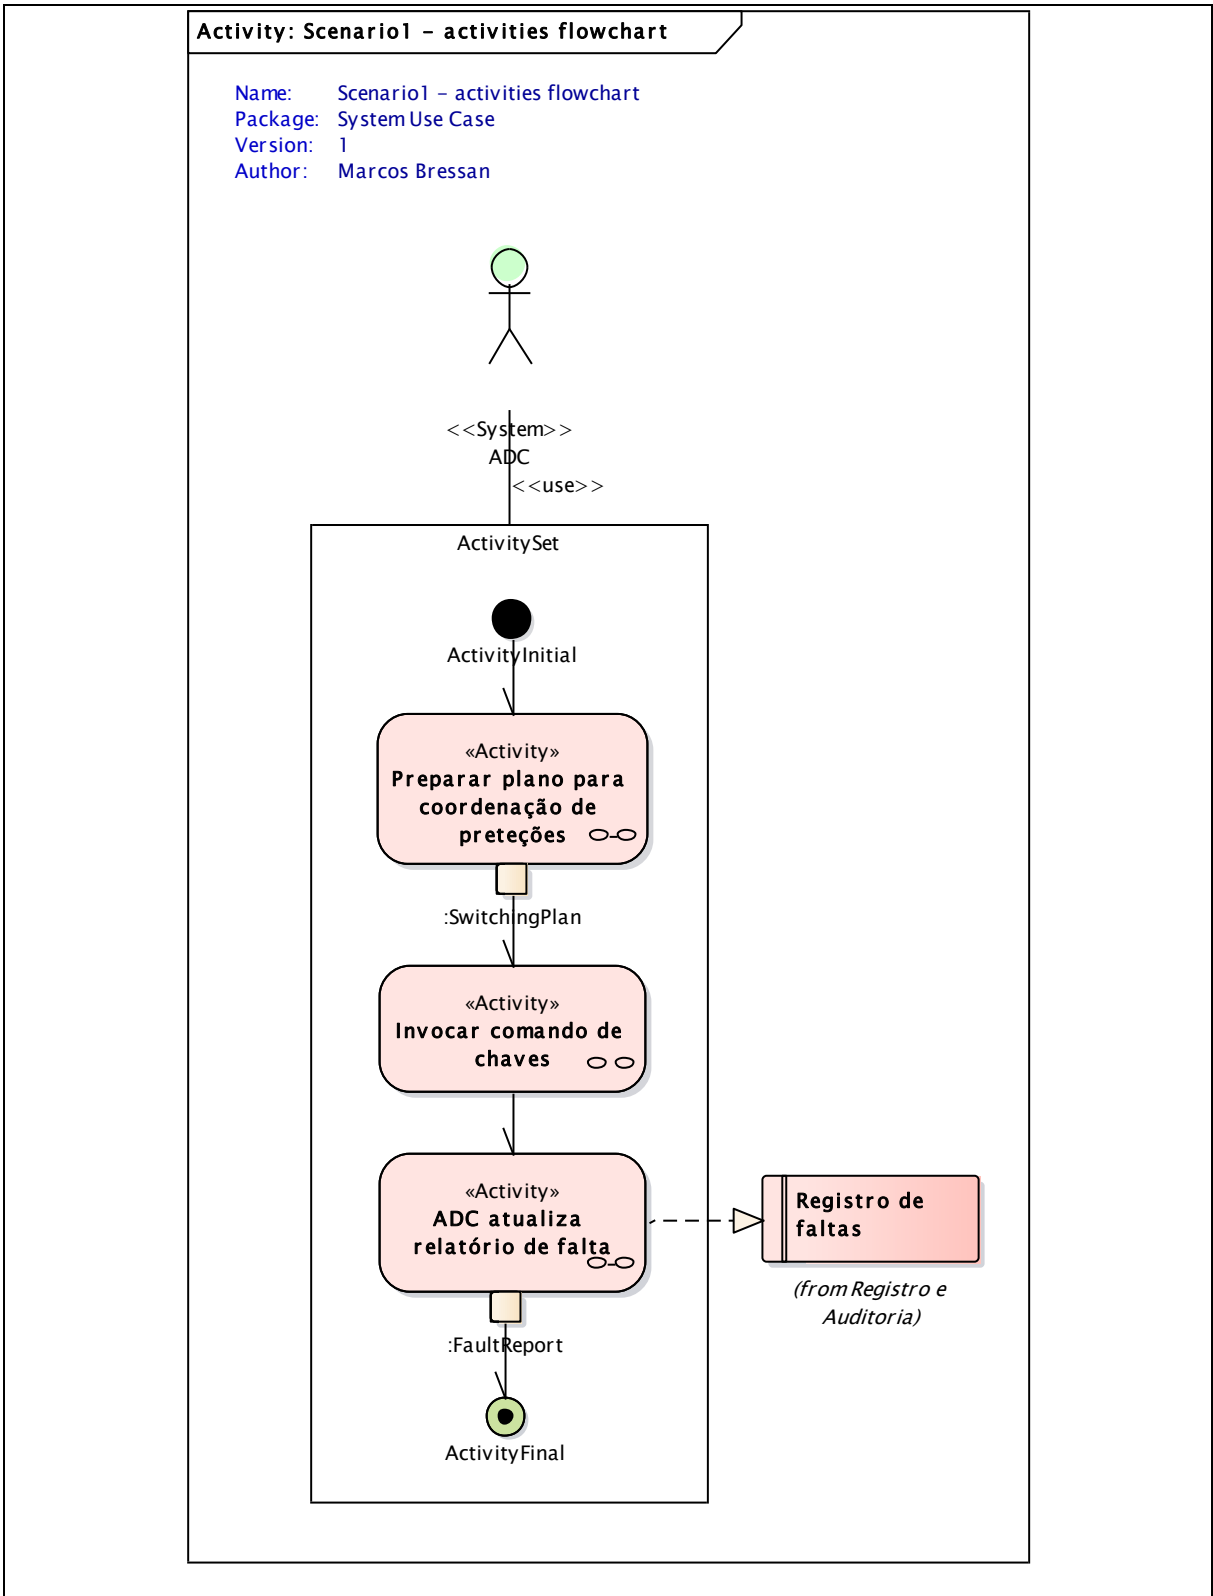 Activity: Scenario1 - activities flowchart
Name: Scenario1 - activities flowchart
Package: System Use Case
Version: 1
Author: Marcos Bressan
<<System>>
ADC
<<use>>
ActivitySet
ActivityInitial
«Activity»
Preparar plano para
coordenação de
preteções
:SwitchingPlan
«Activity»
Invocar comando de
chaves
«Activity»
ADC atualiza
relatório de falta
Registro de
faltas
(from Registro e
Auditoria)
:FaultReport
ActivityFinal